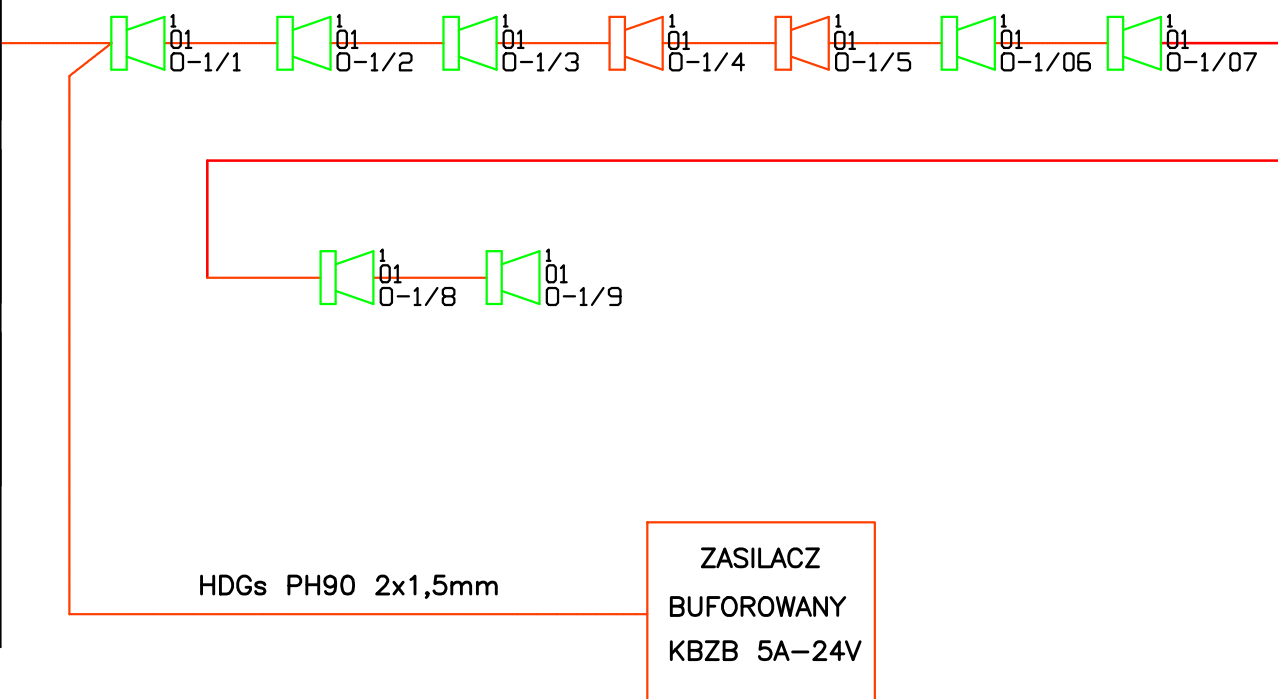 1
01
O-1/1
1
01
O-1/2
1
01
O-1/3
1
01
O-1/4
1
01
O-1/5
1
01
O-1/06
1
01
O-1/07
1
01
O-1/8
1
01
O-1/9
HDGs PH90 2x1,5mm
ZASILACZ
BUFOROWANY
KBZB 5A-24V